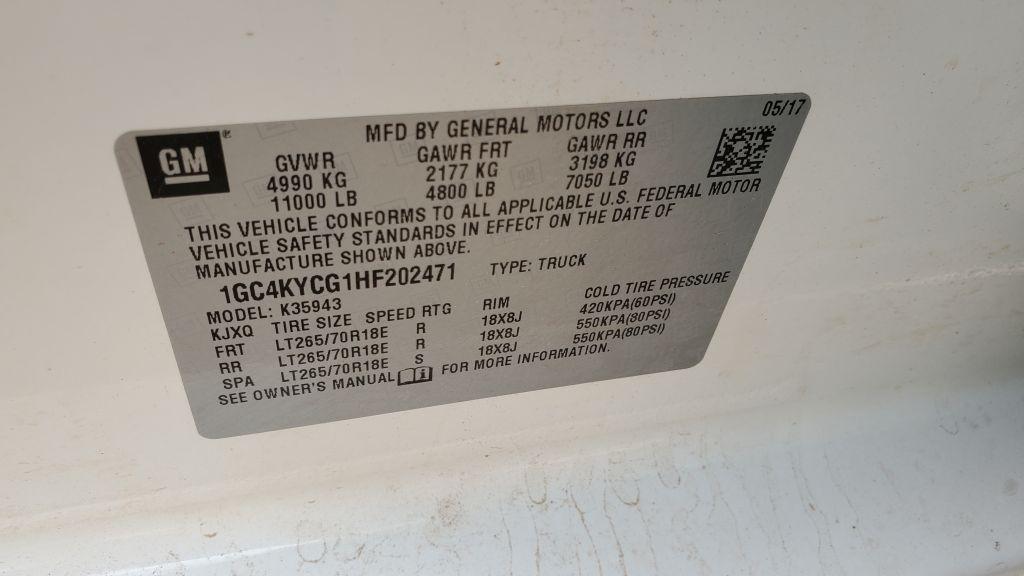 GM®
MFD BY GENERAL MOTORS LLC
05/17
GVWR GAWR FRT GAWR RR
4990 KG 2177 KG 3198 KG
11000 LB 4800 LB 7050 LB
THIS VEHICLE CONFORMS TO ALL APPLICABLE U.S. FEDERAL MOTOR
VEHICLE SAFETY STANDARDS IN EFFECT ON THE DATE OF
MANUFACTURE SHOWN ABOVE.
1GC4KYCG1HF202471 TYPE: TRUCK
MODEL: K35943
KJXQ TIRE SIZE SPEED RTG RIM COLD TIRE PRESSURE
FRT LT265/70R18E R 18X8J 420KPA(60PSI)
RR LT265/70R18E R 18X8J 550KPA(80PSI)
SPA LT265/70R18E S 18X8J 550KPA(80PSI)
SEE OWNER'S MANUAL FOR MORE INFORMATION.